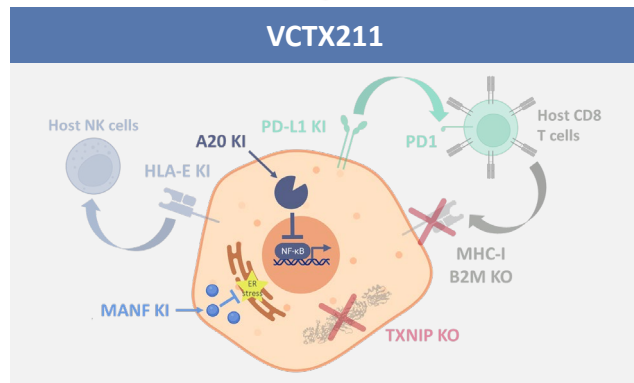 VCTX211
Host NK cells
A20 KI
PD-L1 KI
PD1
Host CD8
T cells
HLA-E KI
NF-κB
MHC-I
B2M KO
ER
stress
MANF KI
TXNIP KO